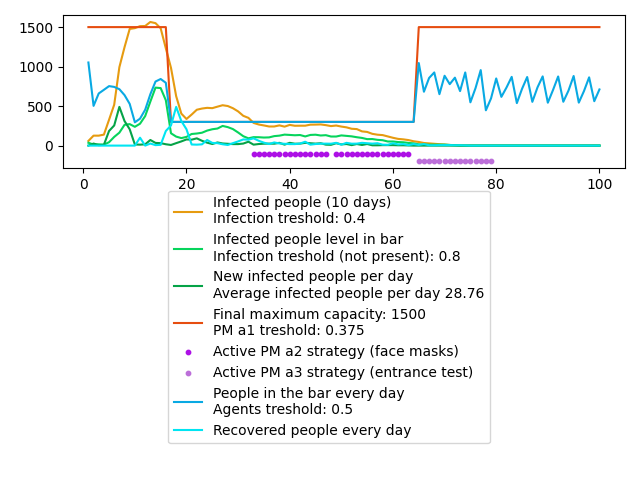 1500
1000
500
0
0
20
40
60
80
100
Infected people (10 days)
Infection treshold: 0.4
Infected people level in bar
Infection treshold (not present): 0.8
New infected people per day
Average infected people per day 28.76
Final maximum capacity: 1500
PM a1 treshold: 0.375
Active PM a2 strategy (face masks)
Active PM a3 strategy (entrance test)
People in the bar every day
Agents treshold: 0.5
Recovered people every day